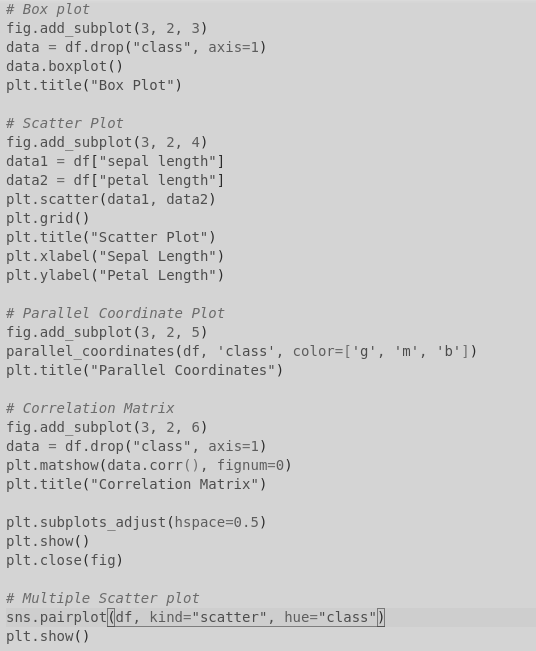 # Box plot
fig.add_subplot(3, 2, 3)
data = df.drop("class", axis=1)
data.boxplot()
plt.title("Box Plot")

# Scatter Plot
fig.add_subplot(3, 2, 4)
data1 = df["sepal length"]
data2 = df["petal length"]
plt.scatter(data1, data2)
plt.grid()
plt.title("Scatter Plot")
plt.xlabel("Sepal Length")
plt.ylabel("Petal Length")

# Parallel Coordinate Plot
fig.add_subplot(3, 2, 5)
parallel_coordinates(df, 'class', color=['g', 'm', 'b'])
plt.title("Parallel Coordinates")

# Correlation Matrix
fig.add_subplot(3, 2, 6)
data = df.drop("class", axis=1)
plt.matshow(data.corr(), fignum=0)
plt.title("Correlation Matrix")

plt.subplots_adjust(hspace=0.5)
plt.show()
plt.close(fig)

# Multiple Scatter plot
sns.pairplot(df, kind="scatter", hue="class")
plt.show()